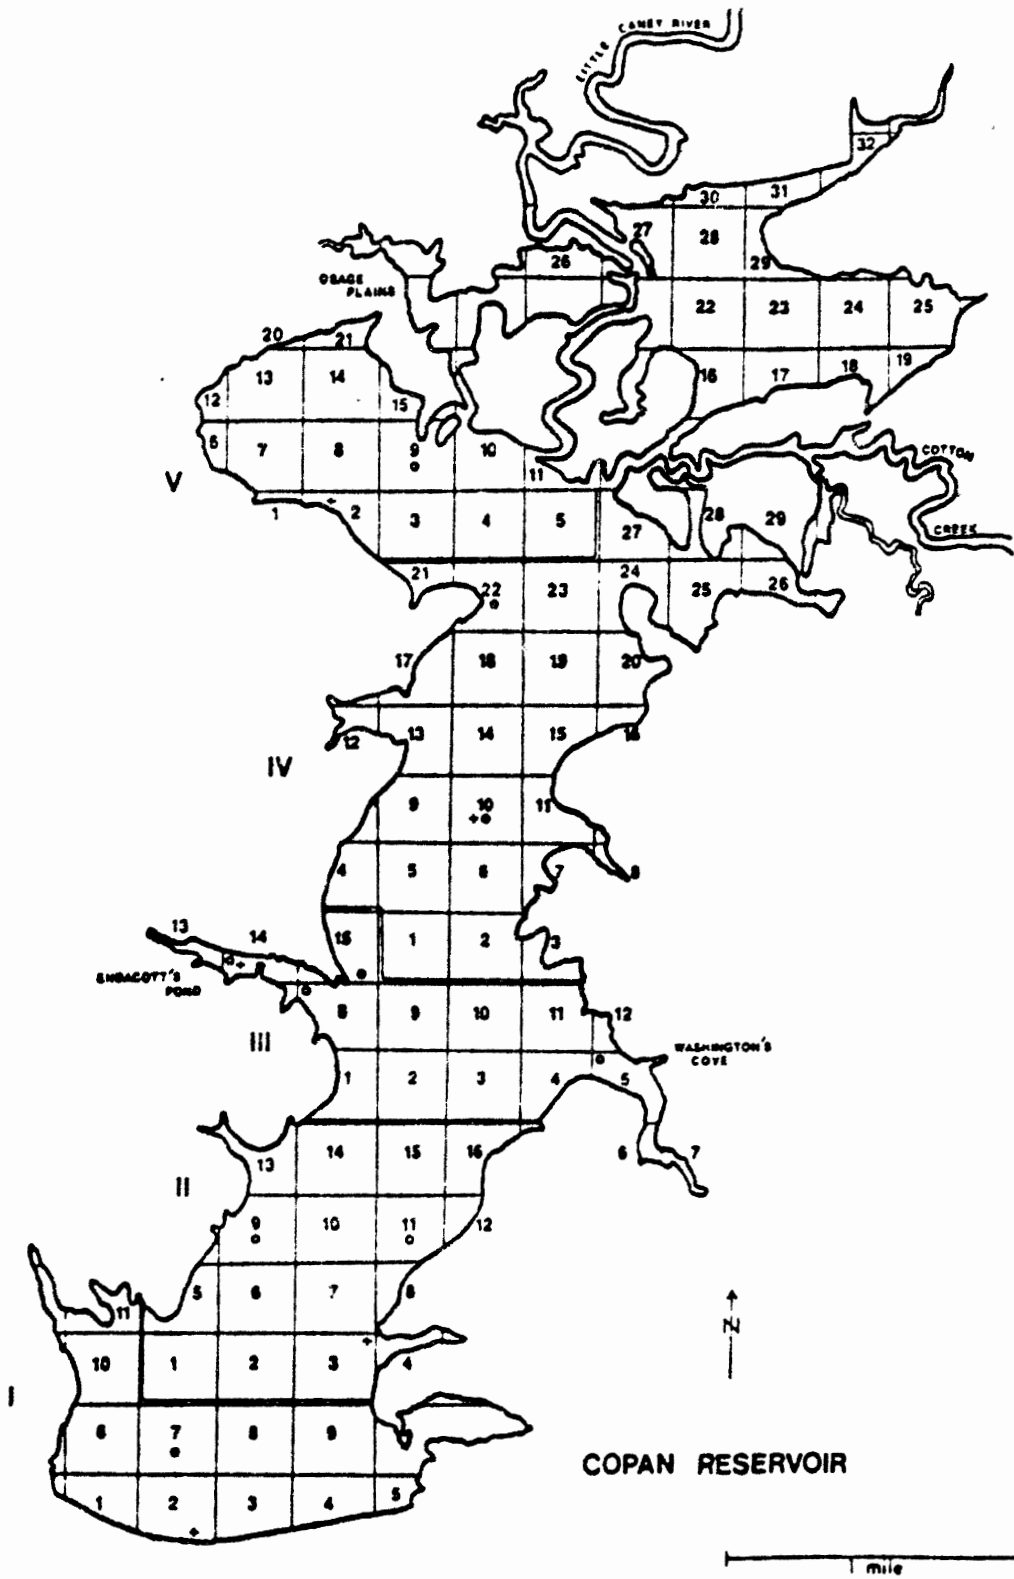 LITTLE CANEY RIVER
32
31
30
27
28
29
26
OSAGE
PLAINS
22 23 24 25
20 21
13 14
16 17 18 19
12
15
6 7 8 9 10
11
COTTON
V
1 2 3 4 5
27 28 29
CREEK
21 22 23 24 25 26
17 18 19 20
12 13 14 15 16
IV
9 10 11
4 5 6 7 8
13 14
15 1 2 3
ENDACOTT'S
POND
8 9 10 11 12
III
WASHINGTON'S
COVE
1 2 3 4 5
13 14 15 16
6 7
II
9 10 11 12
5 6 7 8
11
N
10 1 2 3 4
I
6 7 8 9
COPAN RESERVOIR
1 2 3 4 5
1 mile